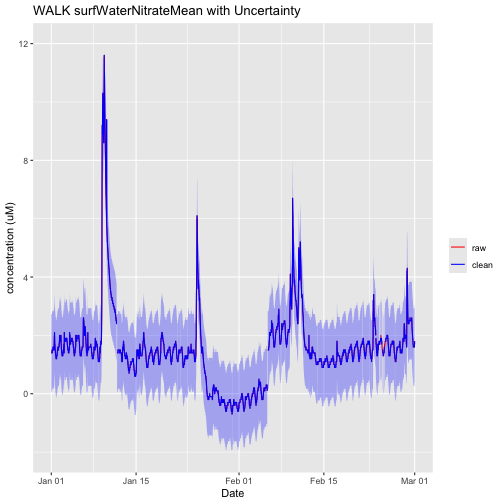 WALK surfWaterNitrateMean with Uncertainty
12
8
4
0
concentration (uM)
Jan 01
Jan 15
Feb 01
Feb 15
Mar 01
Date
raw
clean